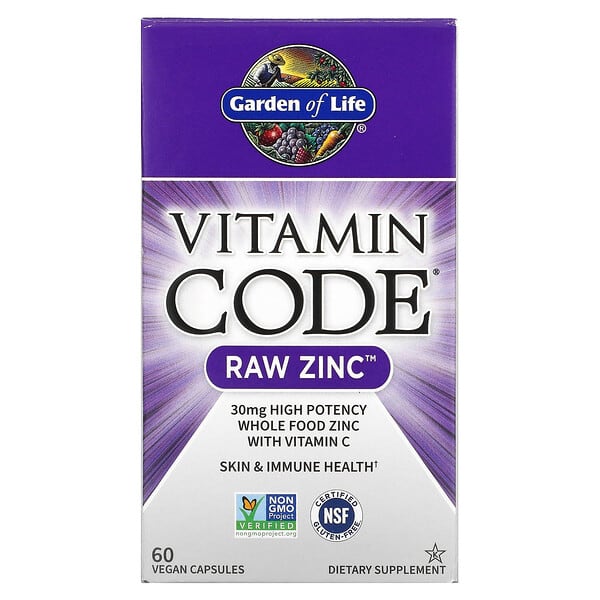 Garden of Life®
VITAMIN
CODE®
RAW ZINC™
30mg HIGH POTENCY
WHOLE FOOD ZINC
WITH VITAMIN C
SKIN & IMMUNE HEALTH†
NON
GMO
Project
VERIFIED
nongmoproject.org
CERTIFIED
NSF
GLUTEN-FREE
60
VEGAN CAPSULES
K
DIETARY SUPPLEMENT